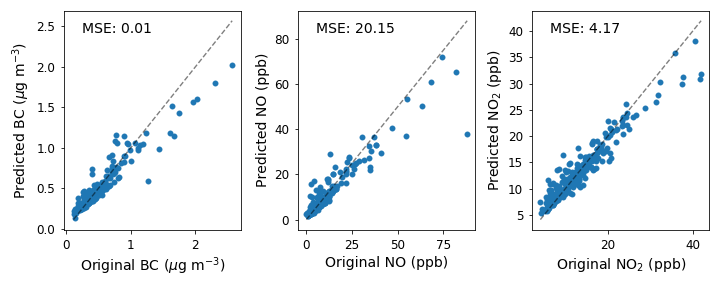 MSE: 0.01
Predicted BC (μg m⁻³)
2.5
2.0
1.5
1.0
0.5
0.0
0 1 2
Original BC (μg m⁻³)
MSE: 20.15
Predicted NO (ppb)
80
60
40
20
0
0 25 50 75
Original NO (ppb)
MSE: 4.17
Predicted NO₂ (ppb)
40
35
30
25
20
15
10
5
20 40
Original NO₂ (ppb)